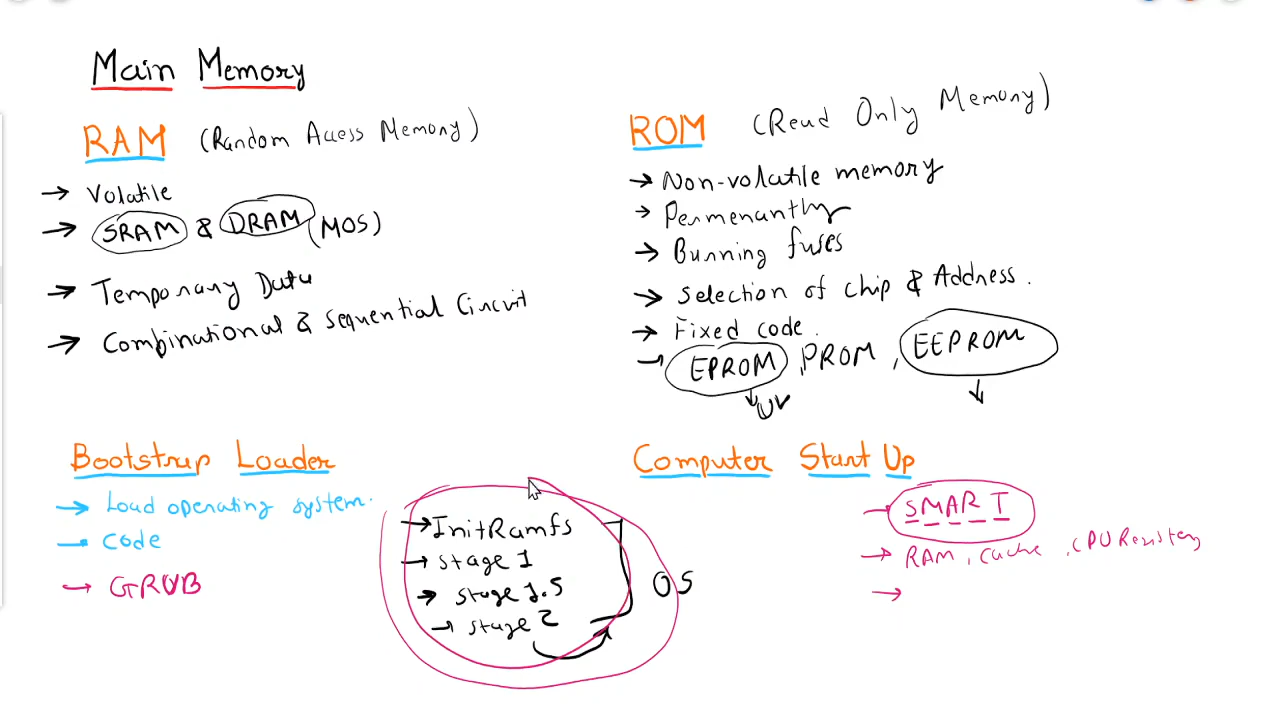 Main Memory
RAM (Random Access Memory)
→ Volatile
→ SRAM & DRAM (MOS)
→ Temporary Data
→ Combinational & Sequential Circuit
ROM (Read Only Memory)
→ Non-volatile memory
→ Permenantly
→ Burning fuses
→ Selection of chip & Address.
→ Fixed code.
→ EPROM, PROM, EEPROM
UV
Bootstrap Loader
→ Load operating system.
→ Code
→ GRUB
→ InitRamfs
→ stage 1
→ stage 1.5
→ stage 2
OS
Computer Start Up
→ SMART
→ RAM, Cache, CPU
→